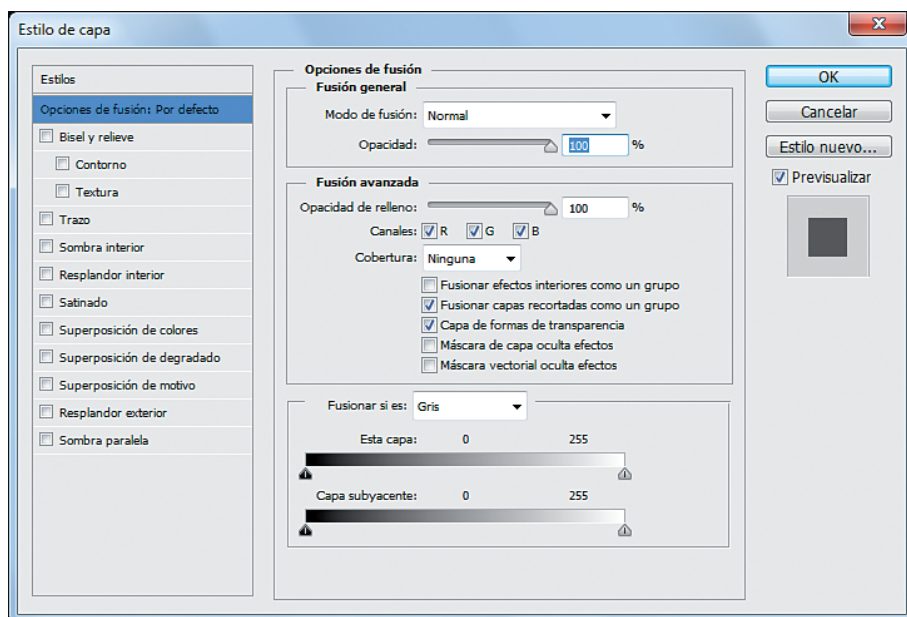 Estilo de capa
Estilos
Opciones de fusión: Por defecto
Bisel y relieve
Contorno
Textura
Trazo
Sombra interior
Resplandor interior
Satinado
Superposición de colores
Superposición de degradado
Superposición de motivo
Resplandor exterior
Sombra paralela
Opciones de fusión
Fusión general
Modo de fusión: Normal
Opacidad: 100 %
Fusión avanzada
Opacidad de relleno: 100 %
Canales: R G B
Cobertura: Ninguna
Fusionar efectos interiores como un grupo
Fusionar capas recortadas como un grupo
Capa de formas de transparencia
Máscara de capa oculta efectos
Máscara vectorial oculta efectos
Fusionar si es: Gris
Esta capa: 0 255
Capa subyacente: 0 255
OK
Cancelar
Estilo nuevo...
Previsualizar